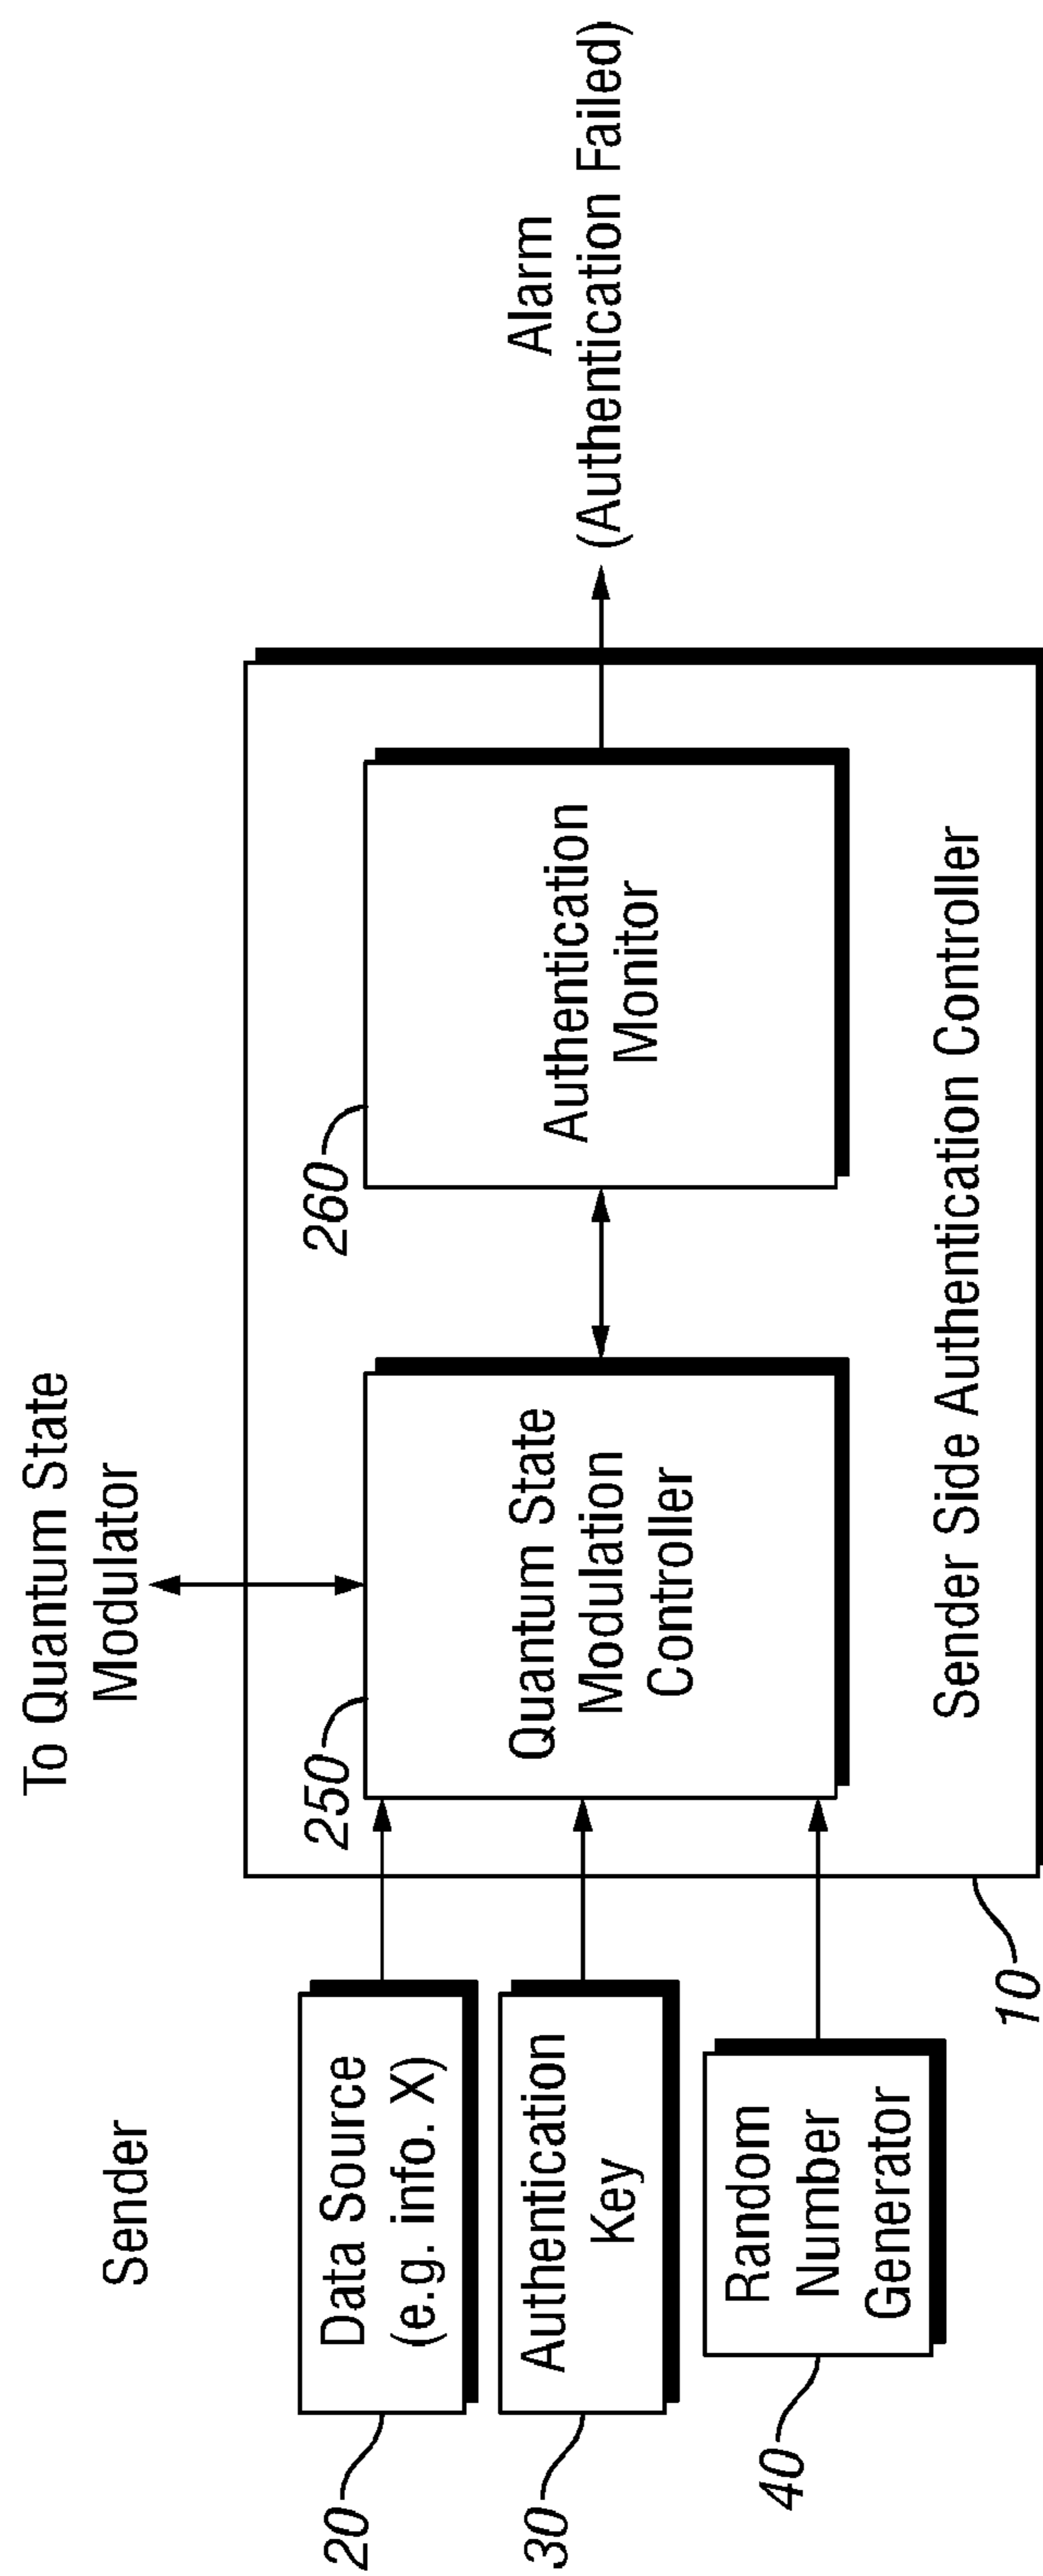 Sender
To Quantum State
Modulator
20
Data Source
(e.g. info. X)
30
Authentication
Key
40
Random
Number
Generator
250
Quantum State
Modulation
Controller
260
Authentication
Monitor
Sender Side Authentication Controller
10
Alarm
(Authentication Failed)